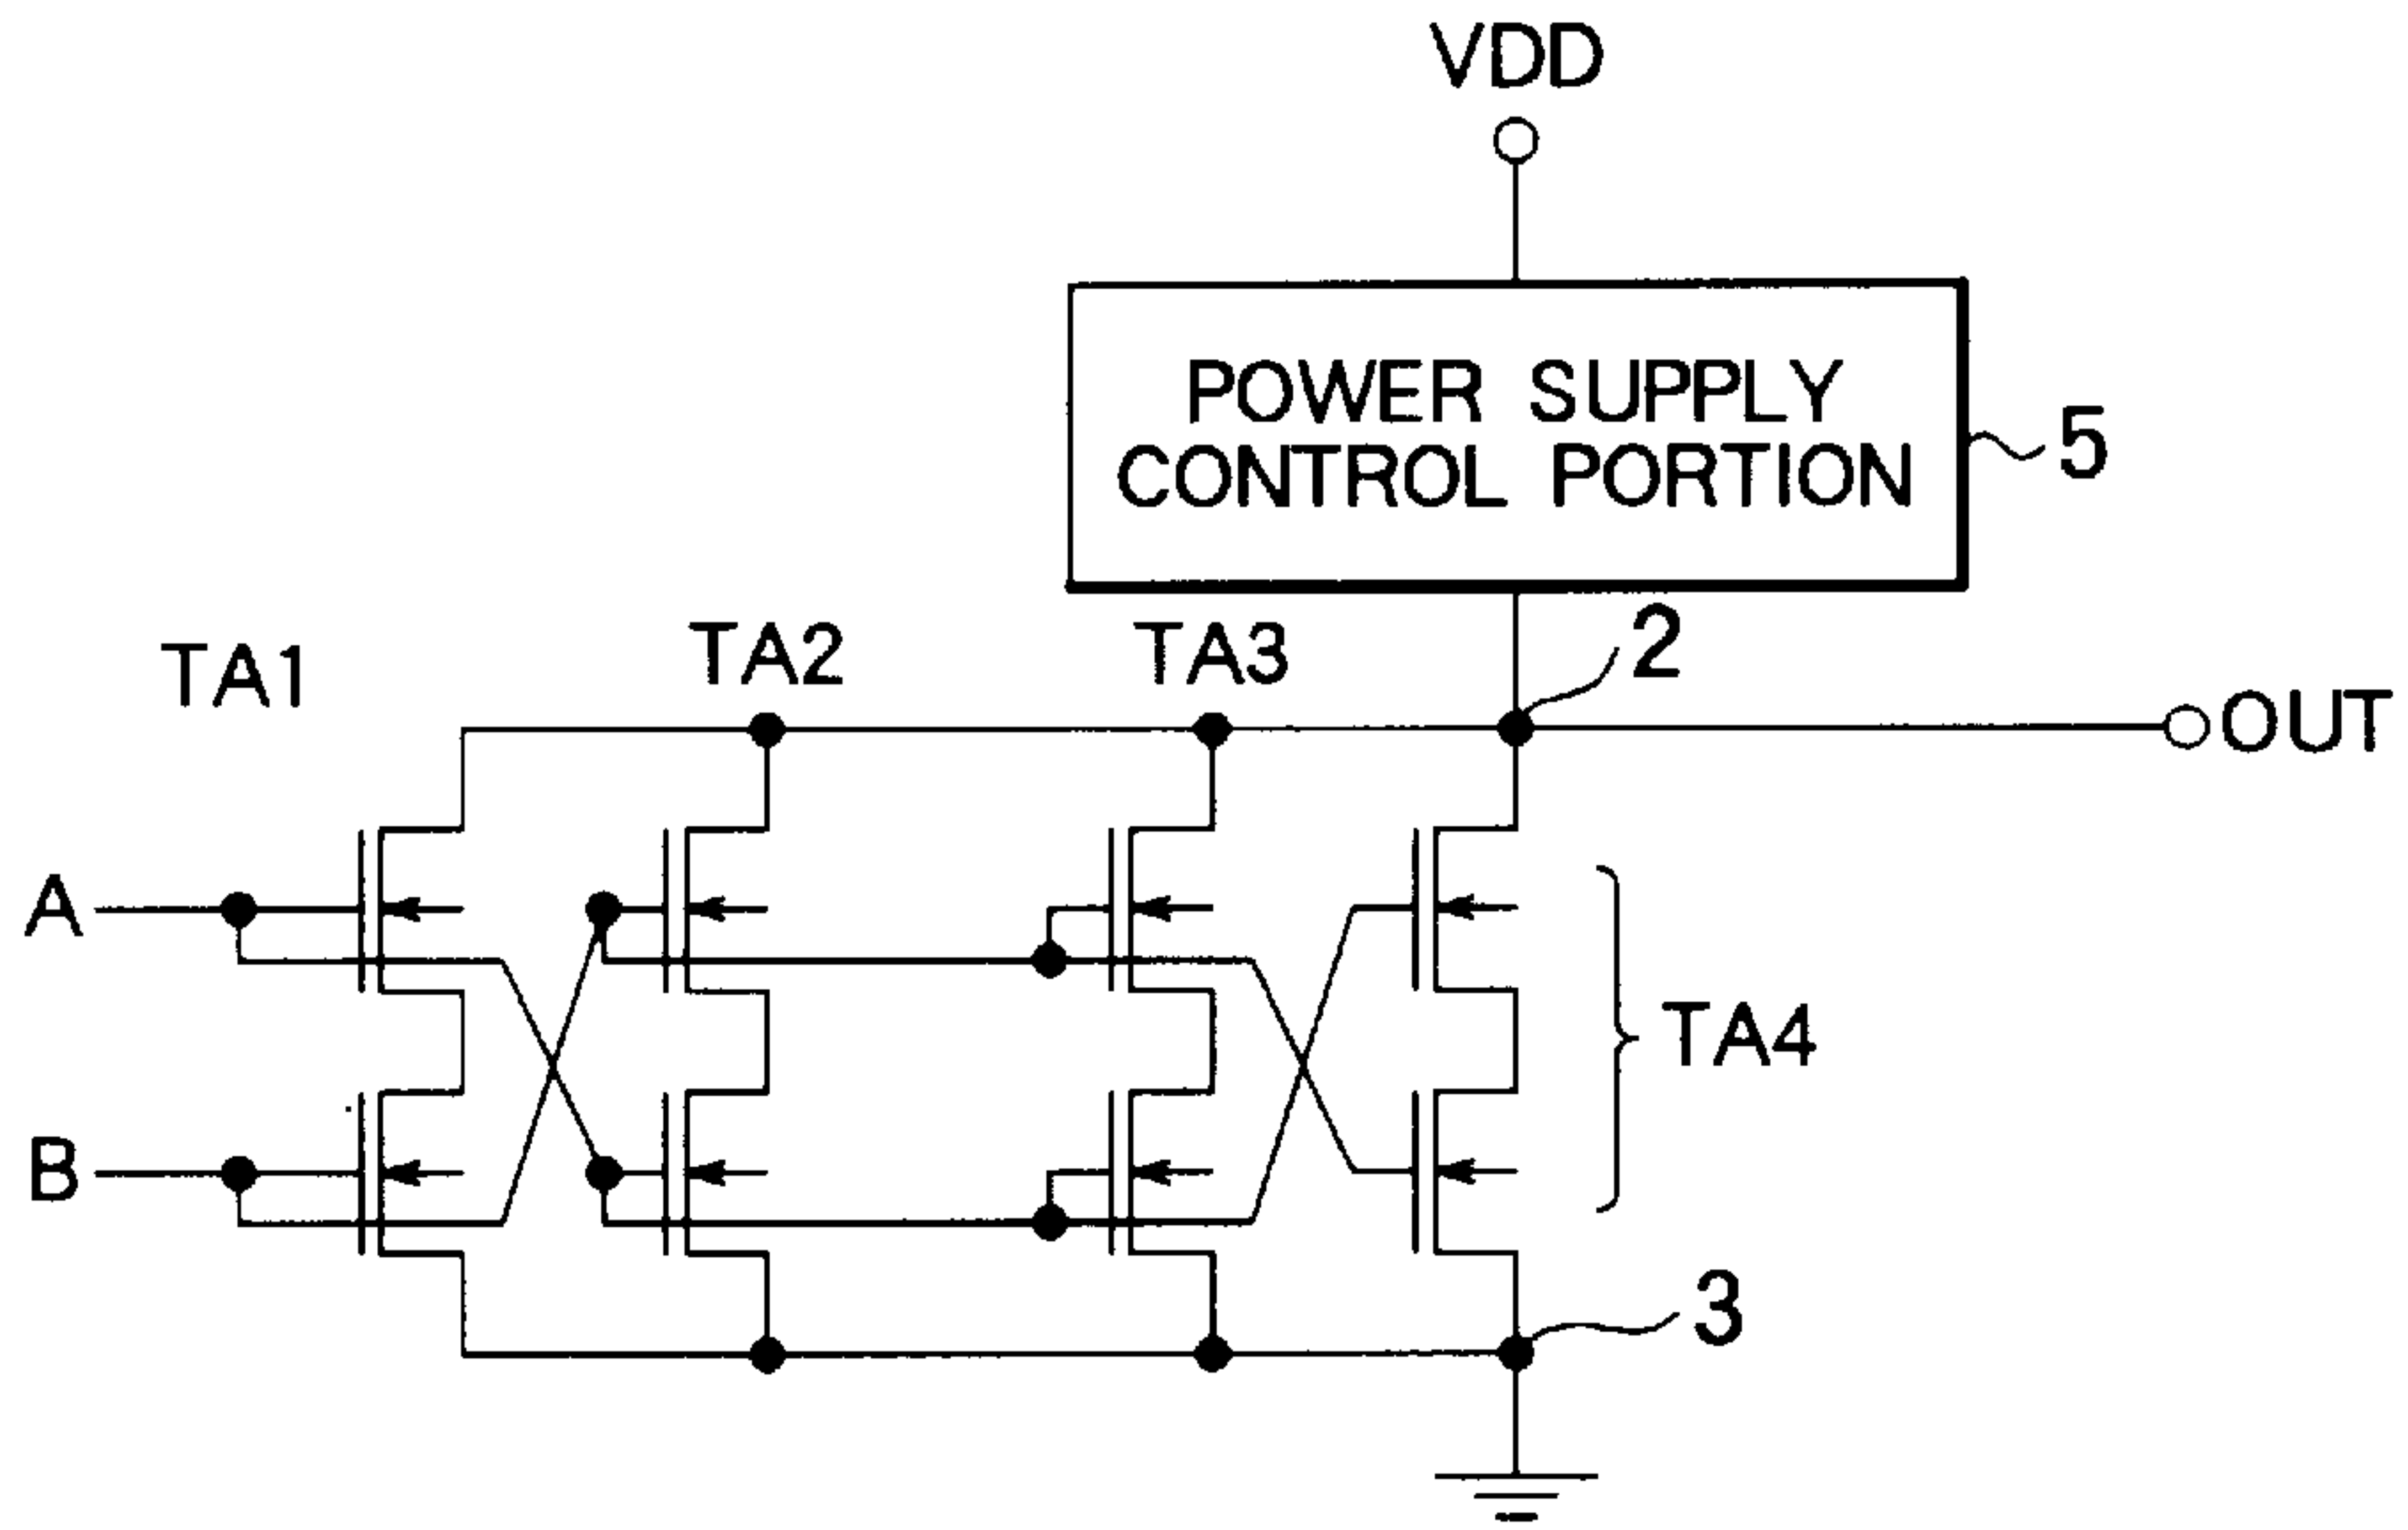 VDD
POWER SUPPLY
CONTROL PORTION
5
2
TA1
TA2
TA3
OUT
A
TA4
B
3